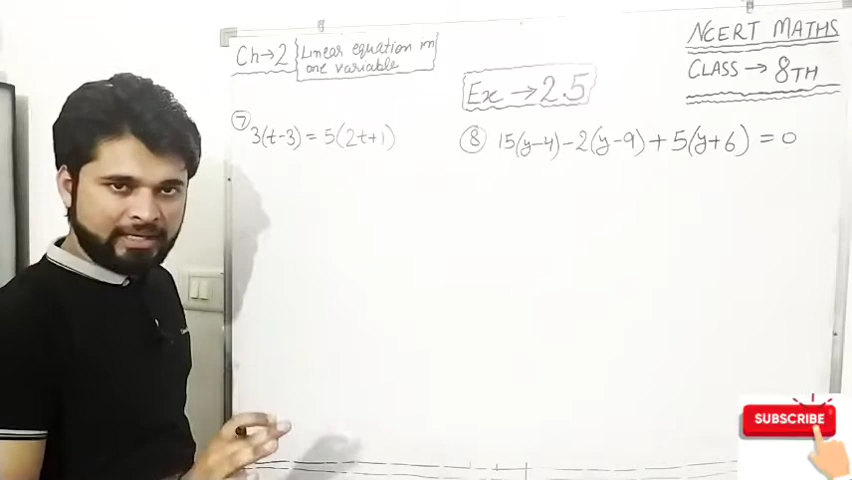 Ch→2 Linear equation in
one variable
NCERT MATHS
CLASS → 8TH
Ex → 2.5
7 3(t-3) = 5(2t+1)
8 15(y-4) - 2(y-9) + 5(y+6) = 0
SUBSCRIBE